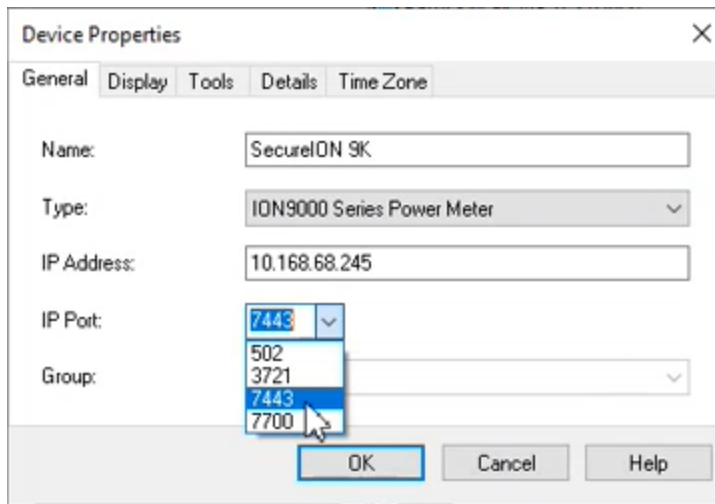 Device Properties
General Display Tools Details Time Zone
Name: SecureION 9K
Type: ION9000 Series Power Meter
IP Address: 10.168.68.245
IP Port: 7443
502
3721
Group:
7443
7700
OK Cancel Help